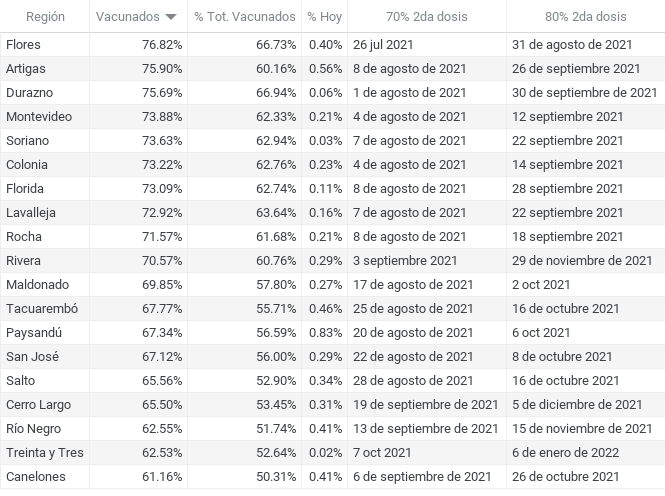 Región Vacunados % Tot. Vacunados % Hoy 70% 2da dosis 80% 2da dosis
Flores 76.82% 66.73% 0.40% 26 jul 2021 31 de agosto de 2021
Artigas 75.90% 60.16% 0.56% 8 de agosto de 2021 26 de septiembre de 2021
Durazno 75.69% 66.94% 0.06% 1 de agosto de 2021 30 de septiembre de 2021
Montevideo 73.88% 62.33% 0.21% 4 de agosto de 2021 12 septiembre 2021
Soriano 73.63% 62.94% 0.03% 7 de agosto de 2021 22 septiembre 2021
Colonia 73.22% 62.76% 0.23% 4 de agosto de 2021 14 septiembre 2021
Florida 73.09% 62.74% 0.11% 8 de agosto de 2021 28 septiembre 2021
Lavalleja 72.92% 63.64% 0.16% 7 de agosto de 2021 22 septiembre 2021
Rocha 71.57% 61.68% 0.21% 8 de agosto de 2021 18 septiembre 2021
Rivera 70.57% 60.76% 0.29% 3 septiembre 2021 29 de noviembre de 2021
Maldonado 69.85% 57.80% 0.27% 17 de agosto de 2021 2 oct 2021
Tacuarembó 67.77% 55.71% 0.46% 25 de agosto de 2021 16 de octubre 2021
Paysandú 67.34% 56.59% 0.83% 20 de agosto de 2021 6 oct 2021
San José 67.12% 56.00% 0.29% 22 de agosto de 2021 8 de octubre 2021
Salto 65.56% 52.90% 0.34% 28 de agosto de 2021 16 de octubre 2021
Cerro Largo 65.50% 53.45% 0.31% 19 de septiembre de 2021 5 de diciembre de 2021
Río Negro 62.55% 51.74% 0.41% 13 de septiembre de 2021 15 de noviembre de 2021
Treinta y Tres 62.53% 52.64% 0.02% 7 oct 2021 6 de enero de 2022
Canelones 61.16% 50.31% 0.41% 6 de septiembre de 2021 26 de octubre 2021